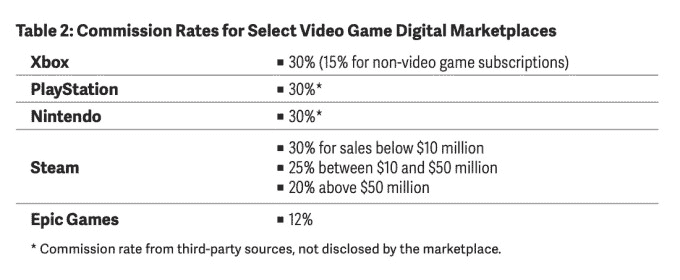 Table 2: Commission Rates for Select Video Game Digital Marketplaces
Xbox ▪ 30% (15% for non-video game subscriptions)
PlayStation ▪ 30%*
Nintendo ▪ 30%*
▪ 30% for sales below $10 million
Steam ▪ 25% between $10 and $50 million
▪ 20% above $50 million
Epic Games ▪ 12%
* Commission rate from third-party sources, not disclosed by the marketplace.